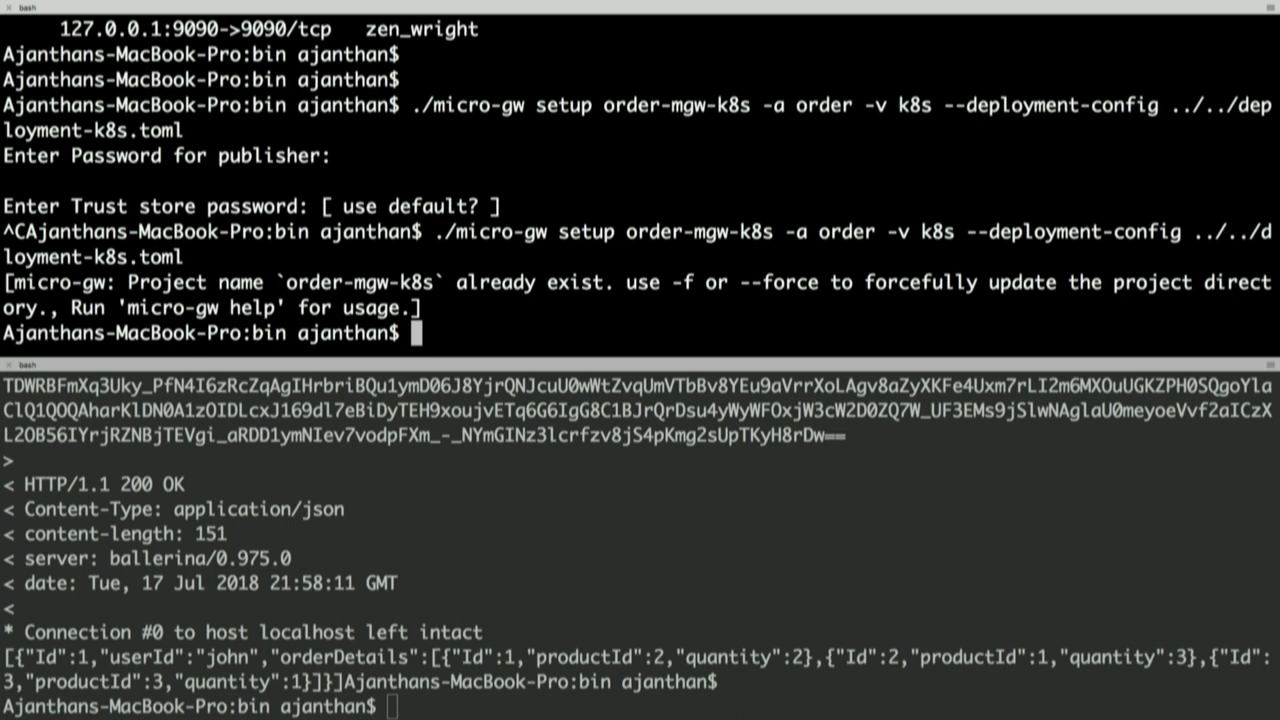 bash
127.0.0.1:9090->9090/tcp   zen_wright
Ajanthans-MacBook-Pro:bin ajanthan$
Ajanthans-MacBook-Pro:bin ajanthan$
Ajanthans-MacBook-Pro:bin ajanthan$ ./micro-gw setup order-mgw-k8s -a order -v k8s --deployment-config ../../dep
loyment-k8s.toml
Enter Password for publisher:
Enter Trust store password: [ use default? ]
^CAjanthans-MacBook-Pro:bin ajanthan$ ./micro-gw setup order-mgw-k8s -a order -v k8s --deployment-config ../../d
loyment-k8s.toml
[micro-gw: Project name `order-mgw-k8s` already exist. use -f or --force to forcefully update the project direct
ory., Run 'micro-gw help' for usage.]
Ajanthans-MacBook-Pro:bin ajanthan$
bash
TDWRBFmXq3Uky_PfN4I6zRcZqAgIHrbriBQu1ymD06J8YjrQNJcuU0wWtZvqUmVTbBv8YEu9aVrrXoLAgv8aZyXKFe4Uxm7rLI2m6MXOuUGKZPH0SQgoYla
ClQ1QOQAharKlDN0A1zOIDLcxJ169dl7eBiDyTEH9xoujvETq6G6IgG8C1BJrQrDsu4yWyWFOxjW3cW2D0ZQ7W_UF3EMs9jSlwNAglaU0meyoeVvf2aICzX
L2OB56IYrjRZNBjTEVgi_aRDD1ymNIev7vodpFXm_-_NYmGINz3lcrfzv8jS4pKmg2sUpTKyH8rDw==
>
< HTTP/1.1 200 OK
< Content-Type: application/json
< content-length: 151
< server: ballerina/0.975.0
< date: Tue, 17 Jul 2018 21:58:11 GMT
<
* Connection #0 to host localhost left intact
[{"Id":1,"userId":"john","orderDetails":[{"Id":1,"productId":2,"quantity":2},{"Id":2,"productId":1,"quantity":3},{"Id":
3,"productId":3,"quantity":1}]}]Ajanthans-MacBook-Pro:bin ajanthan$
Ajanthans-MacBook-Pro:bin ajanthan$